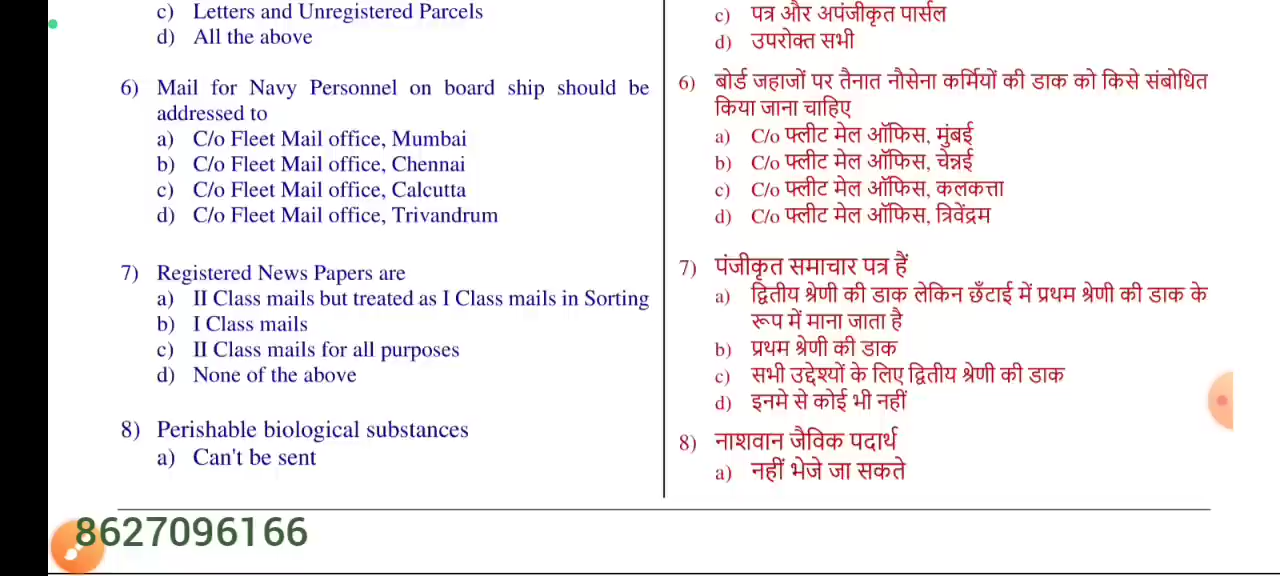 c) Letters and Unregistered Parcels
d) All the above
6) Mail for Navy Personnel on board ship should be
addressed to
a) C/o Fleet Mail office, Mumbai
b) C/o Fleet Mail office, Chennai
c) C/o Fleet Mail office, Calcutta
d) C/o Fleet Mail office, Trivandrum
7) Registered News Papers are
a) II Class mails but treated as I Class mails in Sorting
b) I Class mails
c) II Class mails for all purposes
d) None of the above
8) Perishable biological substances
a) Can't be sent
c) पत्र और अपंजीकृत पार्सल
d) उपरोक्त सभी
6) बोर्ड जहाजों पर तैनात नौसेना कर्मियों की डाक को किसे संबोधित
किया जाना चाहिए
a) C/o फ्लीट मेल ऑफिस, मुंबई
b) C/o फ्लीट मेल ऑफिस, चेन्नई
c) C/o फ्लीट मेल ऑफिस, कलकत्ता
d) C/o फ्लीट मेल ऑफिस, त्रिवेंद्रम
7) पंजीकृत समाचार पत्र हैं
a) द्वितीय श्रेणी की डाक लेकिन छँटाई में प्रथम श्रेणी की डाक के
रूप में माना जाता है
b) प्रथम श्रेणी की डाक
c) सभी उद्देश्यों के लिए द्वितीय श्रेणी की डाक
d) इनमे से कोई भी नहीं
8) नाशवान जैविक पदार्थ
a) नहीं भेजे जा सकते
8627096166